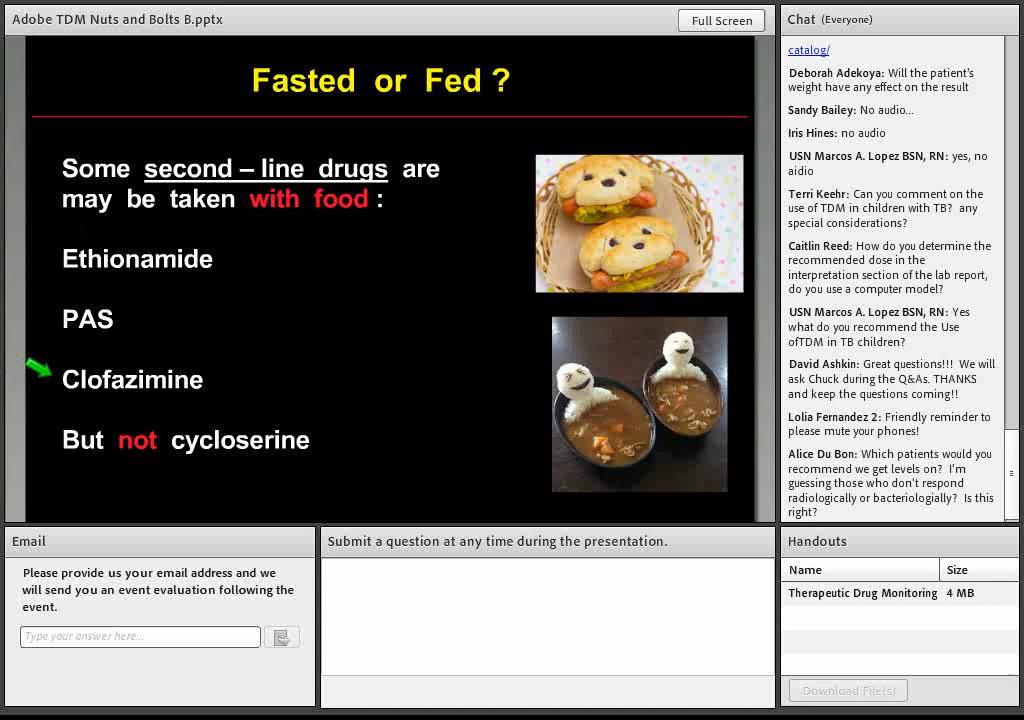 Adobe TDM Nuts and Bolts B.pptx
Full Screen
Fasted or Fed ?
Some second – line drugs are
may be taken with food :
Ethionamide
PAS
Clofazimine
But not cycloserine
Chat (Everyone)
catalog/
Deborah Adekoya: Will the patient's
weight have any effect on the result
Sandy Bailey: No audio...
Iris Hines: no audio
USN Marcos A. Lopez BSN, RN: yes, no
aidio
Terri Keehr: Can you comment on the
use of TDM in children with TB? any
special considerations?
Caitlin Reed: How do you determine the
recommended dose in the
interpretation section of the lab report,
do you use a computer model?
USN Marcos A. Lopez BSN, RN: Yes
what do you recommend the Use
ofTDM in TB children?
David Ashkin: Great questions!!! We will
ask Chuck during the Q&As. THANKS
and keep the questions coming!!
Lolia Fernandez 2: Friendly reminder to
please mute your phones!
Alice Du Bon: Which patients would you
recommend we get levels on? I'm
guessing those who don't respond
radiologically or bacteriologially? Is this
right?
Email
Please provide us your email address and we
will send you an event evaluation following the
event.
Type your answer here...
Submit a question at any time during the presentation.
Handouts
Name Size
Therapeutic Drug Monitoring 4 MB
Download File(s)